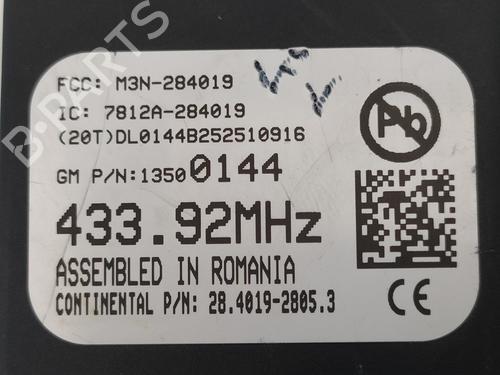 FCC: M3N-284019
IC: 7812A-284019
(20T)DL0144B252510916
GM P/N:13500144
433.92MHz
ASSEMBLED IN ROMANIA
CONTINENTAL P/N: 28.4019-2805.3
Pb
CE
B-PARTS